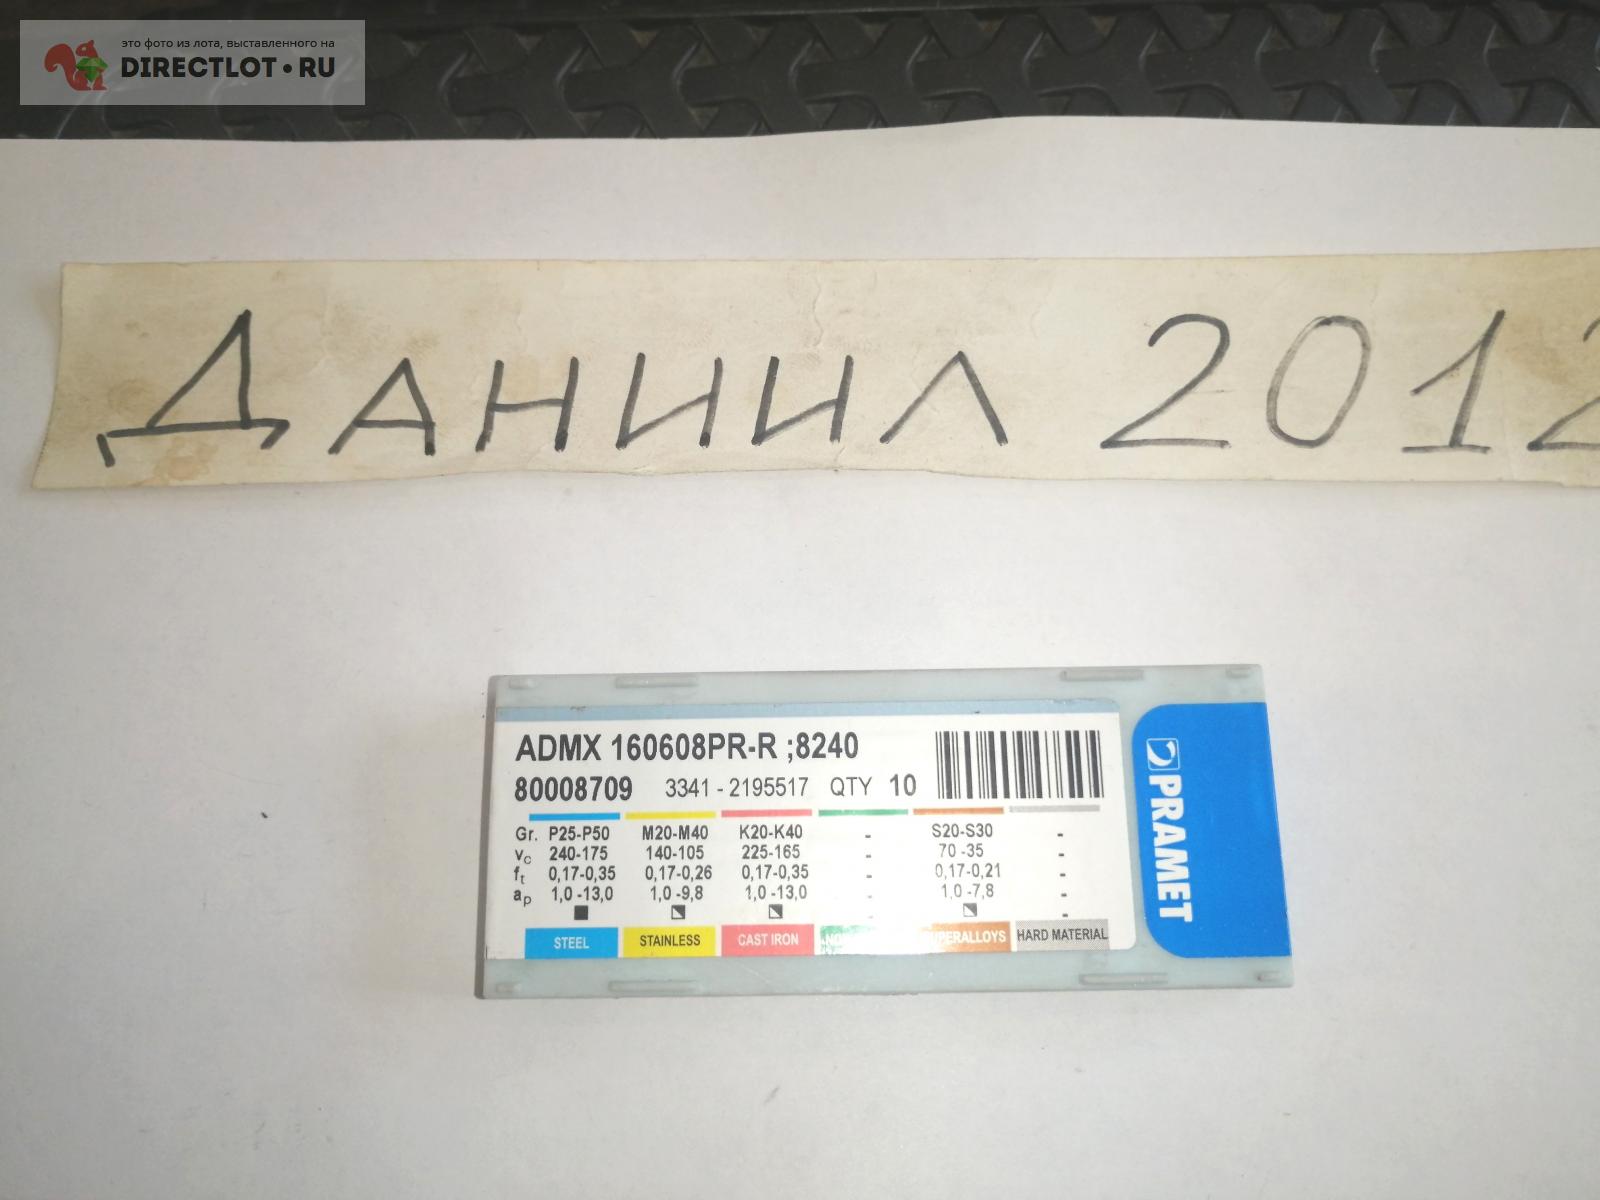 это фото из лота, выставленного на
DIRECTLOT•RU
ДАНИИЛ 2012
ADMX 160608PR-R ;8240
80008709 3341 - 2195517 QTY 10
Gr. P25-P50 M20-M40 K20-K40 - S20-S30 -
vc 240-175 140-105 225-165 - 70 -35 -
ft 0,17-0,35 0,17-0,26 0,17-0,35 - 0,17-0,21 -
ap 1,0 -13,0 1,0 -9,8 1,0 -13,0 - 1,0 -7,8 -
STEEL STAINLESS CAST IRON HARD MATERIAL
PRAMET